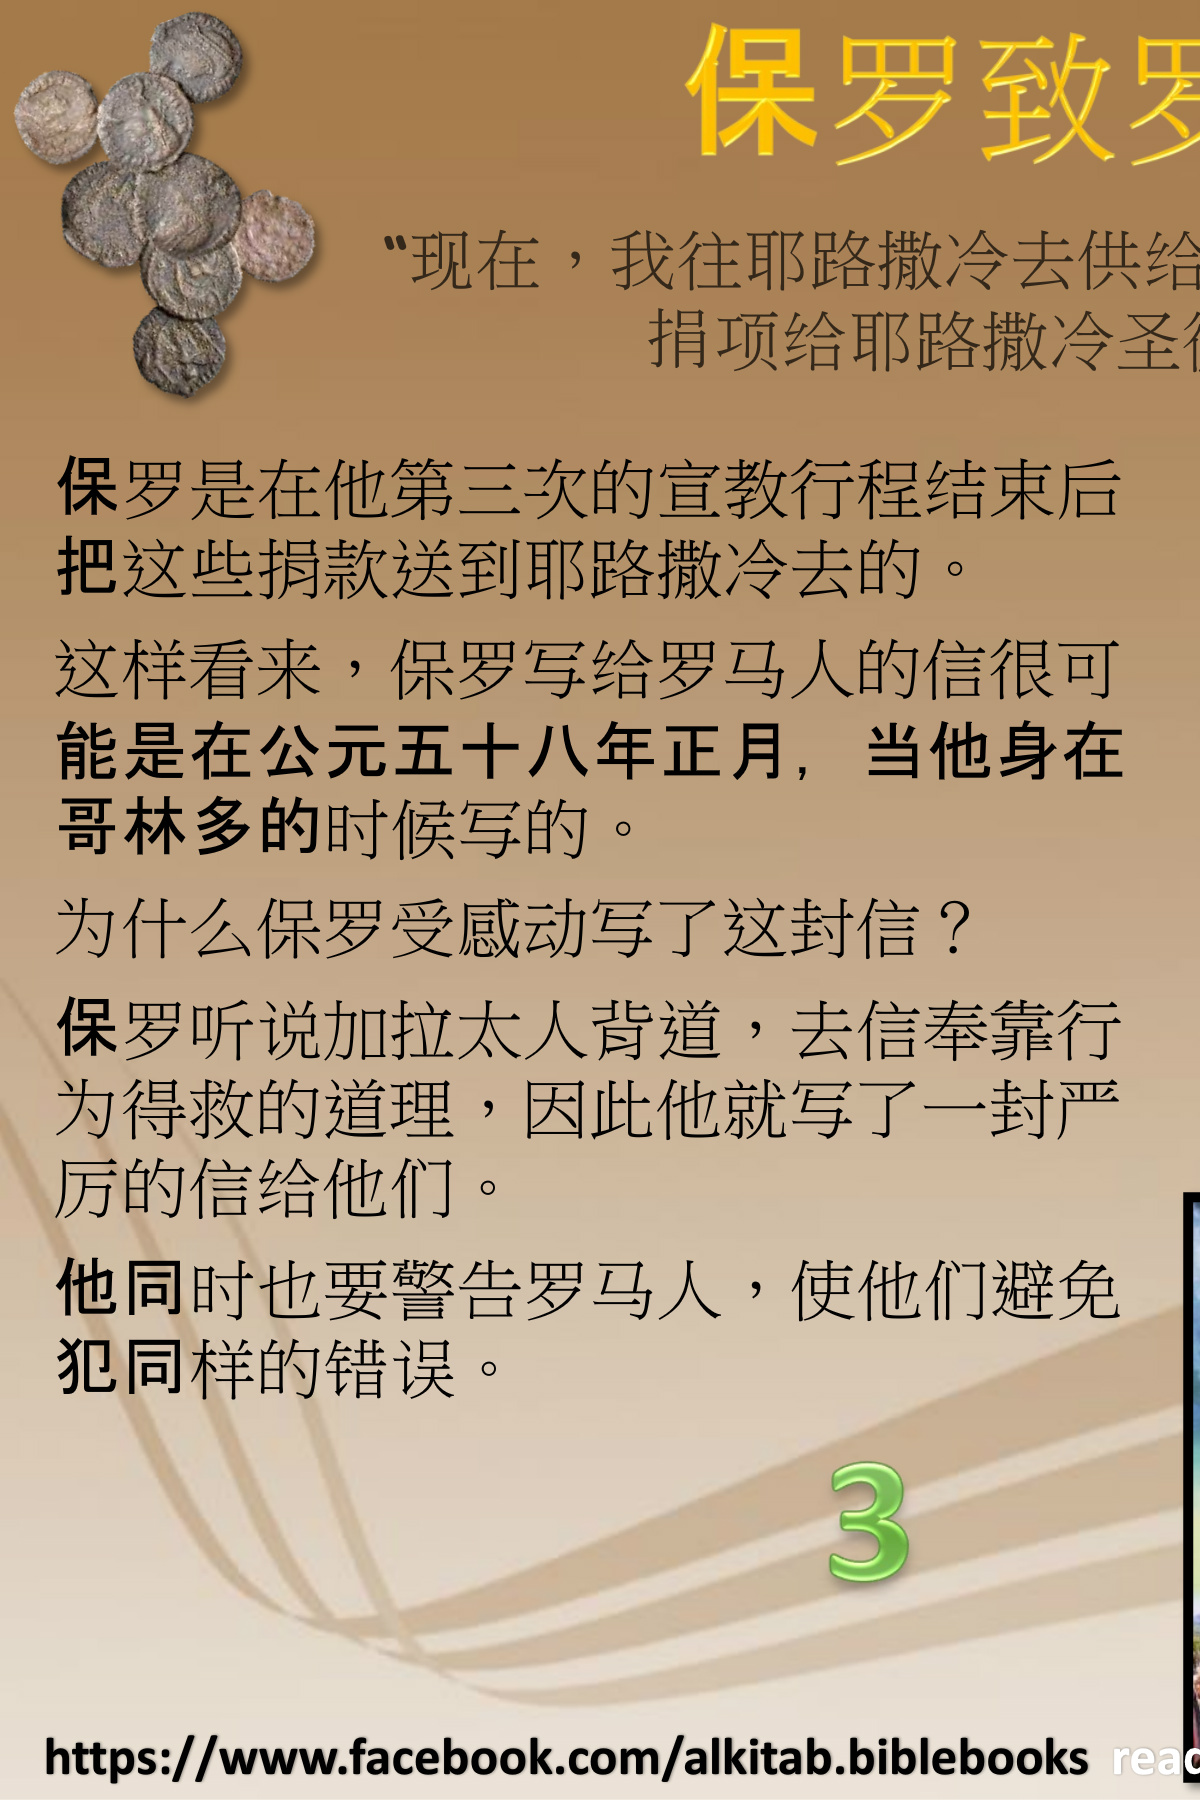 保罗致罗
“现在，我往耶路撒冷去供给
捐项给耶路撒冷圣
保罗是在他第三次的宣教行程结束后
把这些捐款送到耶路撒冷去的。
这样看来，保罗写给罗马人的信很可
能是在公元五十八年正月, 当他身在
哥林多的时候写的。
为什么保罗受感动写了这封信？
保罗听说加拉太人背道，去信奉靠行
为得救的道理，因此他就写了一封严
厉的信给他们。
他同时也要警告罗马人，使他们避免
犯同样的错误。
3
https://www.facebook.com/alkitab.biblebooks read